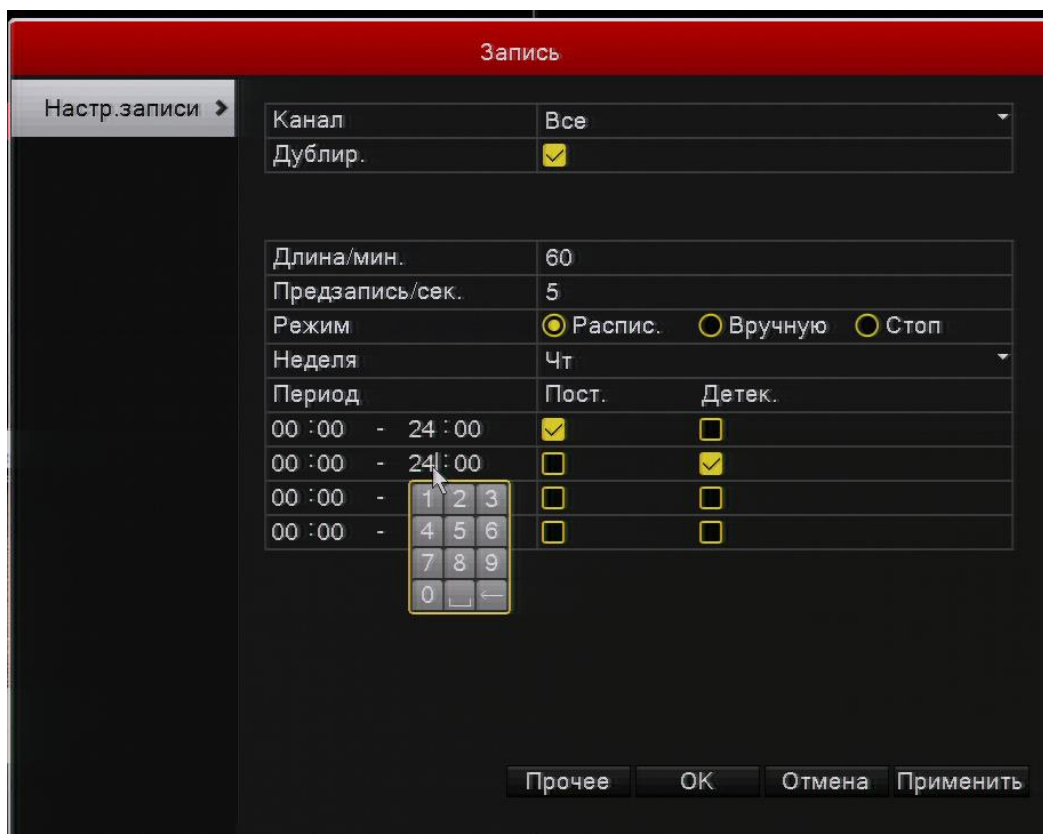 Запись
Настр.записи >
Канал Все
Дублир.
Длина/мин. 60
Предзапись/сек. 5
Режим Распис. Вручную Стоп
Неделя Чт
Период Пост. Детек.
00:00 - 24:00
00:00 - 24:00
00:00 -
00:00 -
1 2 3
4 5 6
7 8 9
0 ←
Прочее OK Отмена Применить